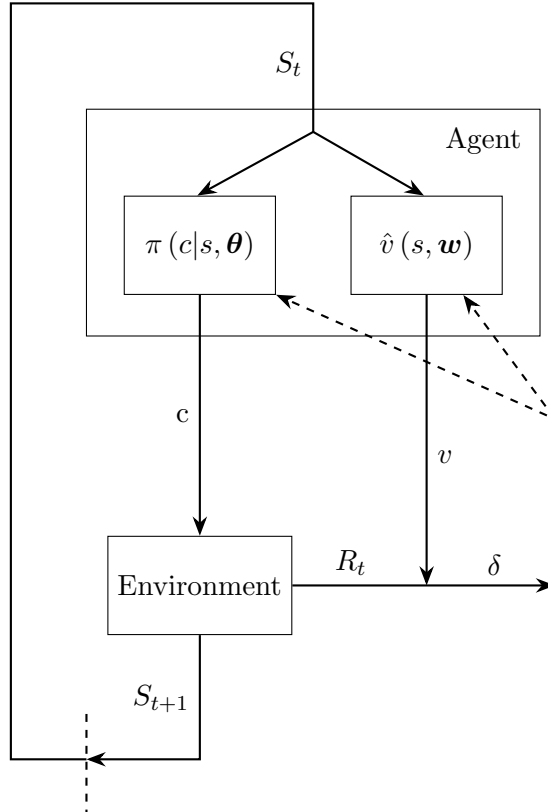 S_t
Agent
π (c|s, θ)
v̂ (s, w)
c
v
Environment
R_t
δ
S_{t+1}